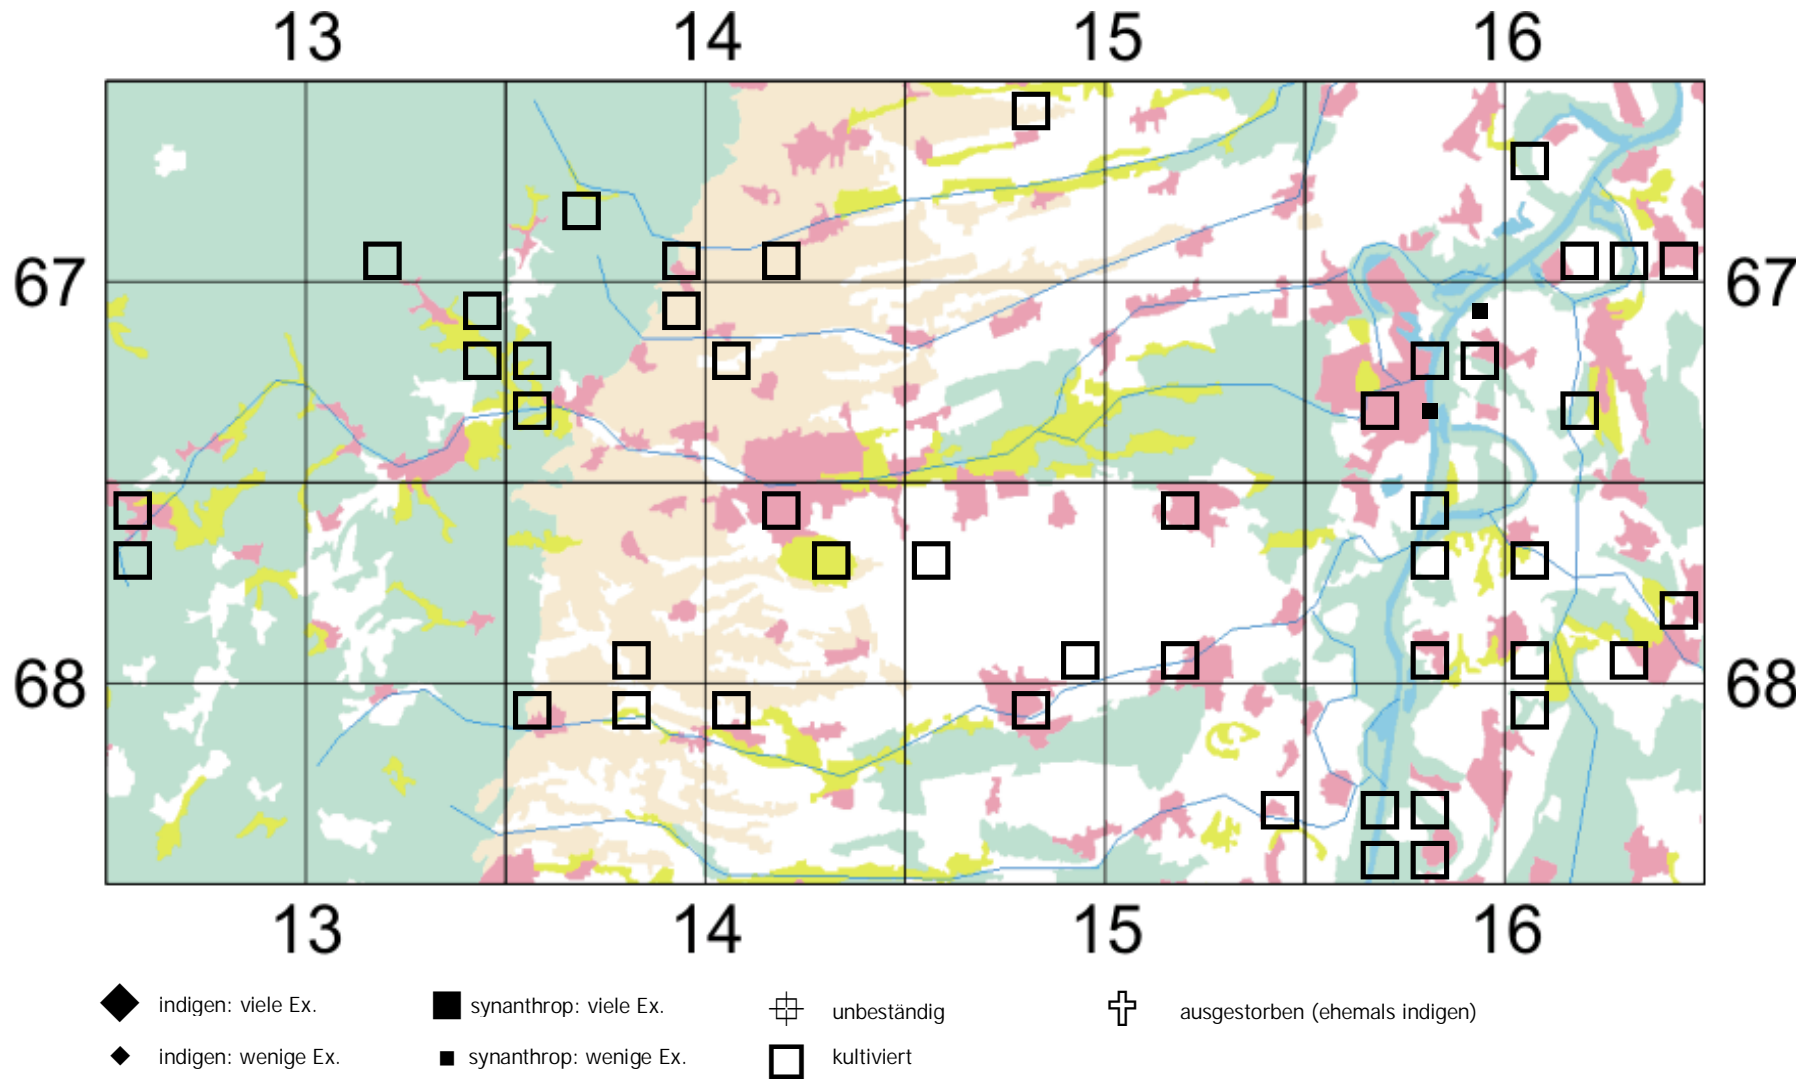 13 14 15 16
67 67
68 68
13 14 15 16
indigen: viele Ex. synanthrop: viele Ex. unbeständig ausgestorben (ehemals indigen)
indigen: wenige Ex. synanthrop: wenige Ex. kultiviert